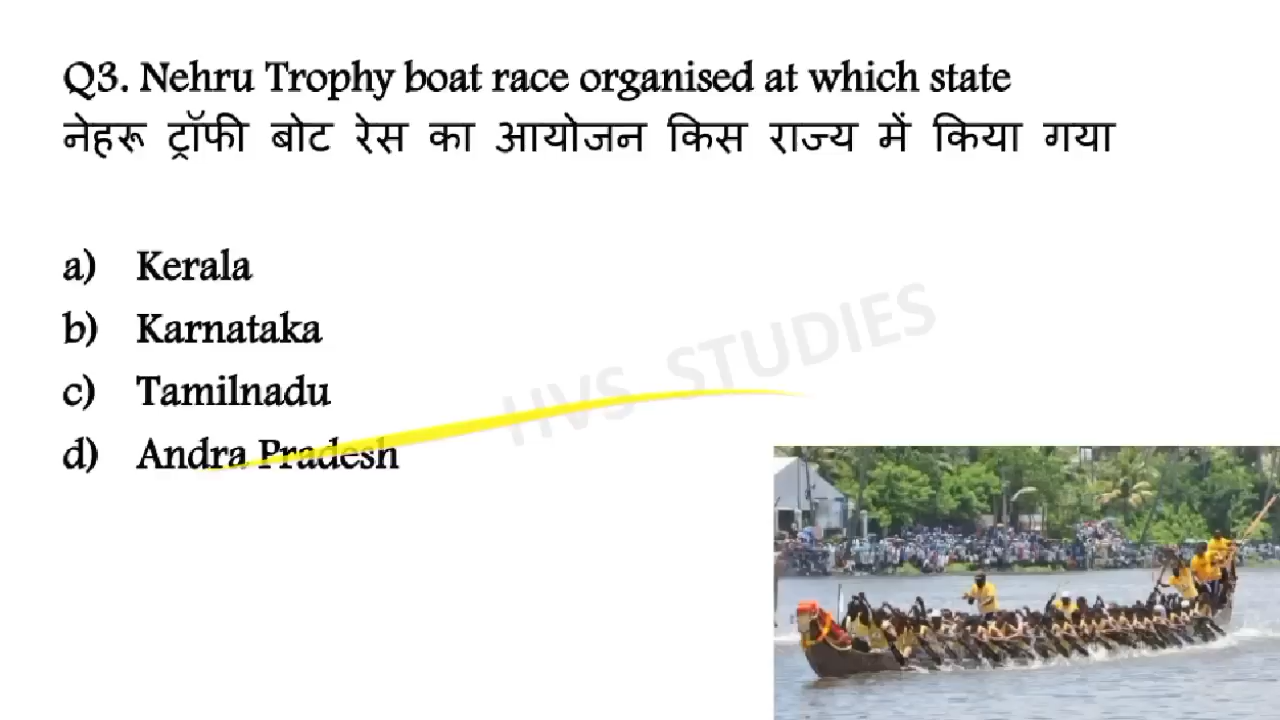 Q3. Nehru Trophy boat race organised at which state
नेहरू ट्रॉफी बोट रेस का आयोजन किस राज्य में किया गया
a) Kerala
b) Karnataka
c) Tamilnadu
d) Andra Pradesh
HVS STUDIES